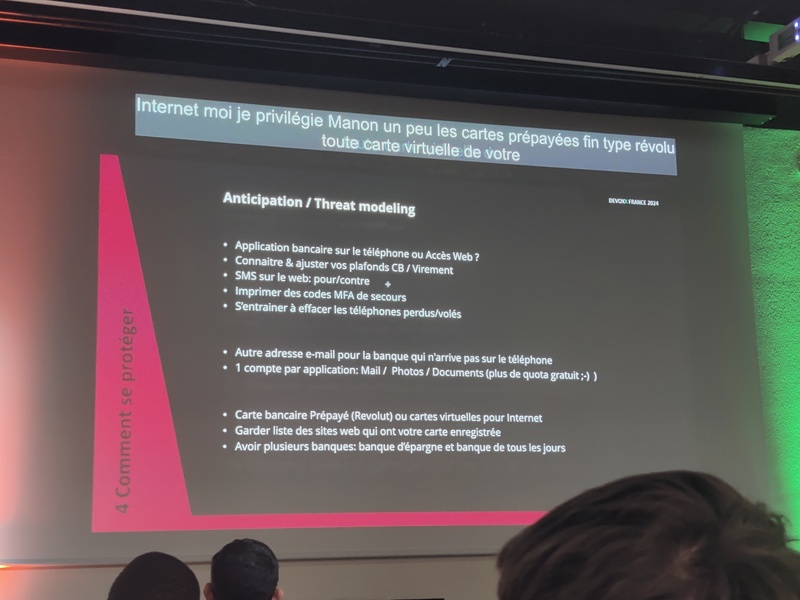 Internet moi je privilégie Manon un peu les cartes prépayées fin type révolu
toute carte virtuelle de votre
Anticipation / Threat modeling
DEVOXX FRANCE 2024
• Application bancaire sur le téléphone ou Accès Web ?
• Connaitre & ajuster vos plafonds CB / Virement
• SMS sur le web: pour/contre
• Imprimer des codes MFA de secours
• S'entrainer à effacer les téléphones perdus/volés
• Autre adresse e-mail pour la banque qui n'arrive pas sur le téléphone
• 1 compte par application: Mail / Photos / Documents (plus de quota gratuit ;-) )
• Carte bancaire Prépayé (Revolut) ou cartes virtuelles pour Internet
• Garder liste des sites web qui ont votre carte enregistrée
• Avoir plusieurs banques: banque d'épargne et banque de tous les jours
4 Comment se protéger